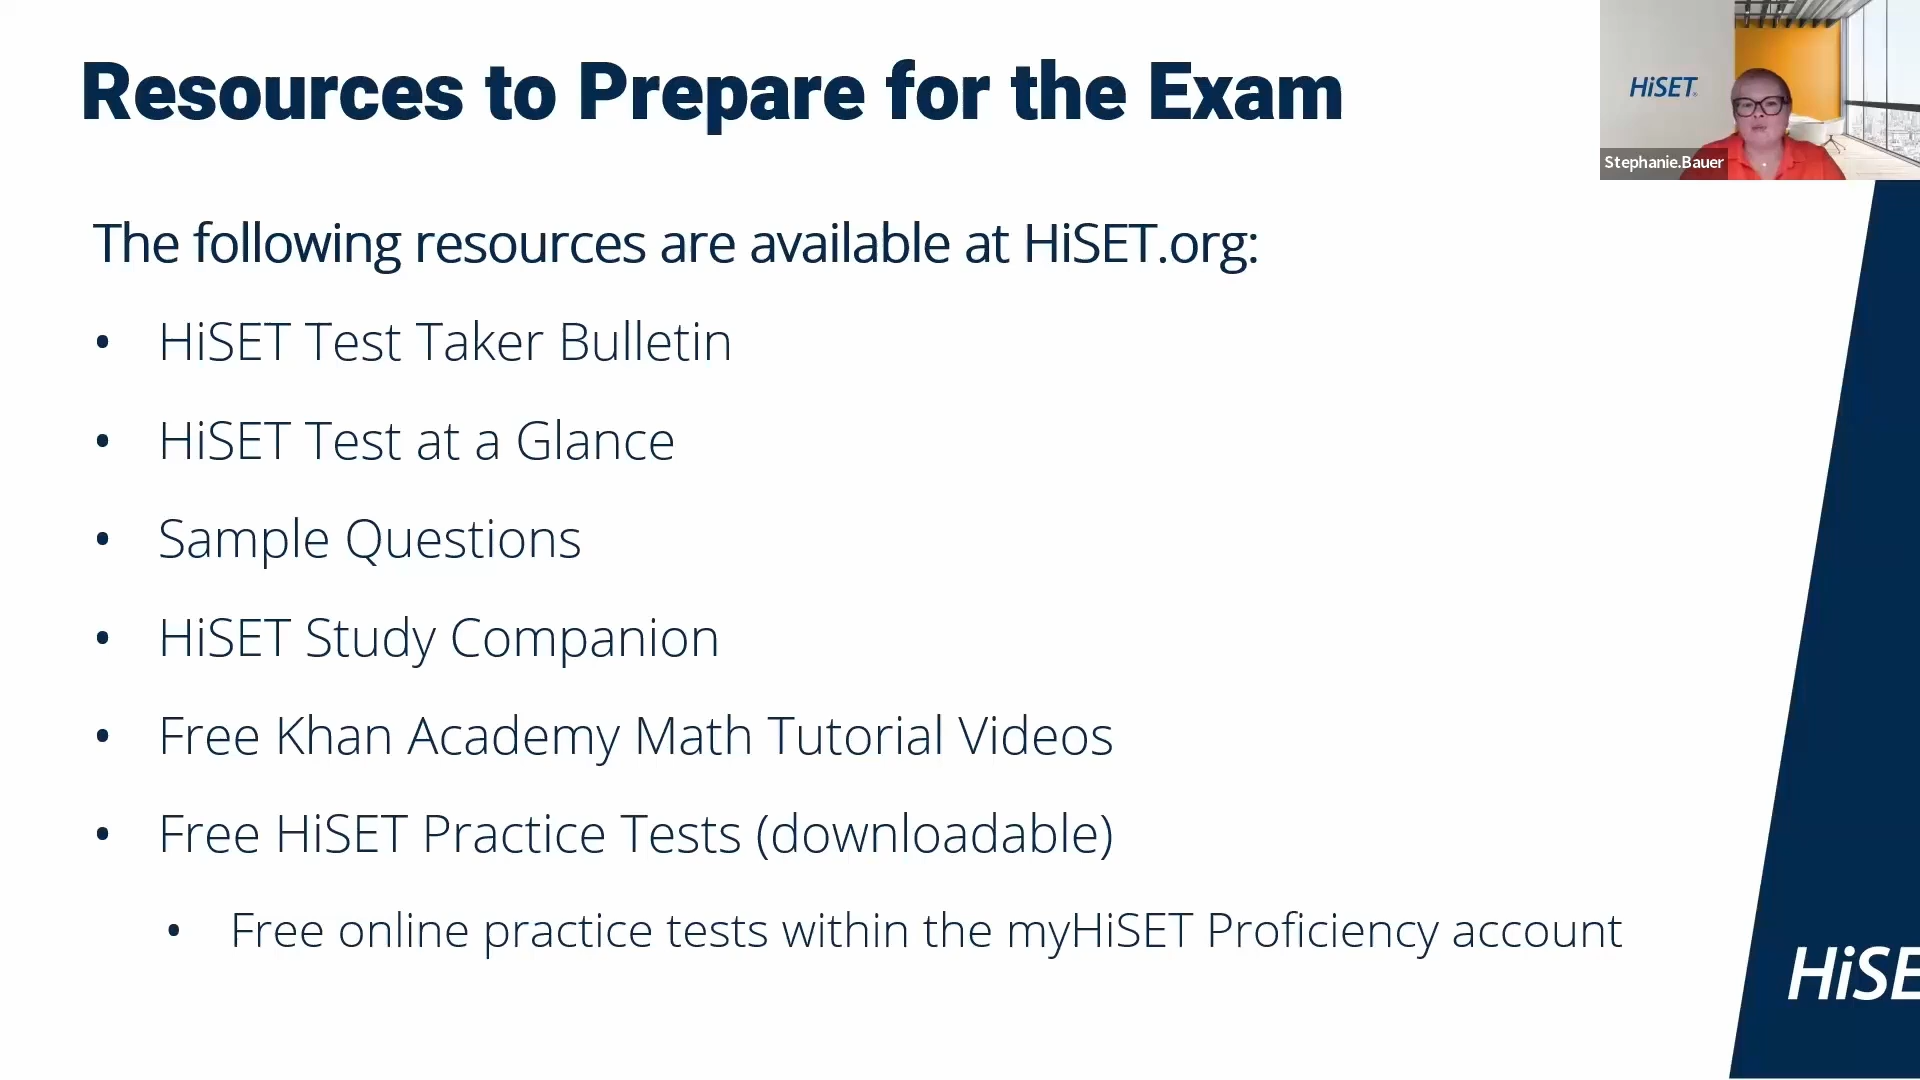 Resources to Prepare for the Exam
HiSET
Stephanie.Bauer
The following resources are available at HiSET.org:
• HiSET Test Taker Bulletin
• HiSET Test at a Glance
• Sample Questions
• HiSET Study Companion
• Free Khan Academy Math Tutorial Videos
• Free HiSET Practice Tests (downloadable)
• Free online practice tests within the myHiSET Proficiency account
HiSE